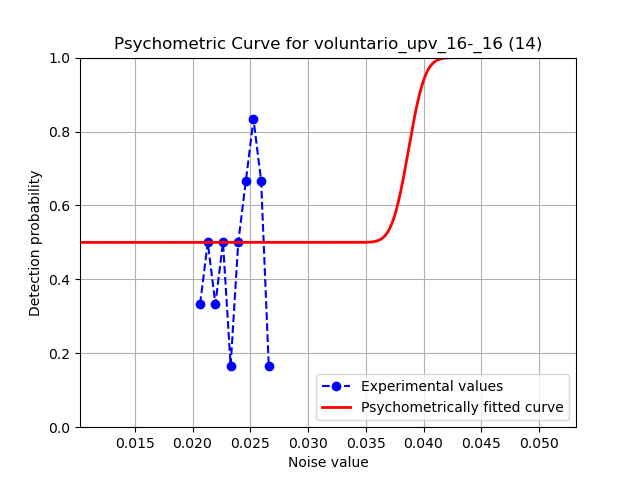 Psychometric Curve for voluntario_upv_16-_16 (14)
1.0
0.8
0.6
0.4
0.2
0.0
Detection probability
Experimental values
Psychometrically fitted curve
0.015 0.020 0.025 0.030 0.035 0.040 0.045 0.050
Noise value